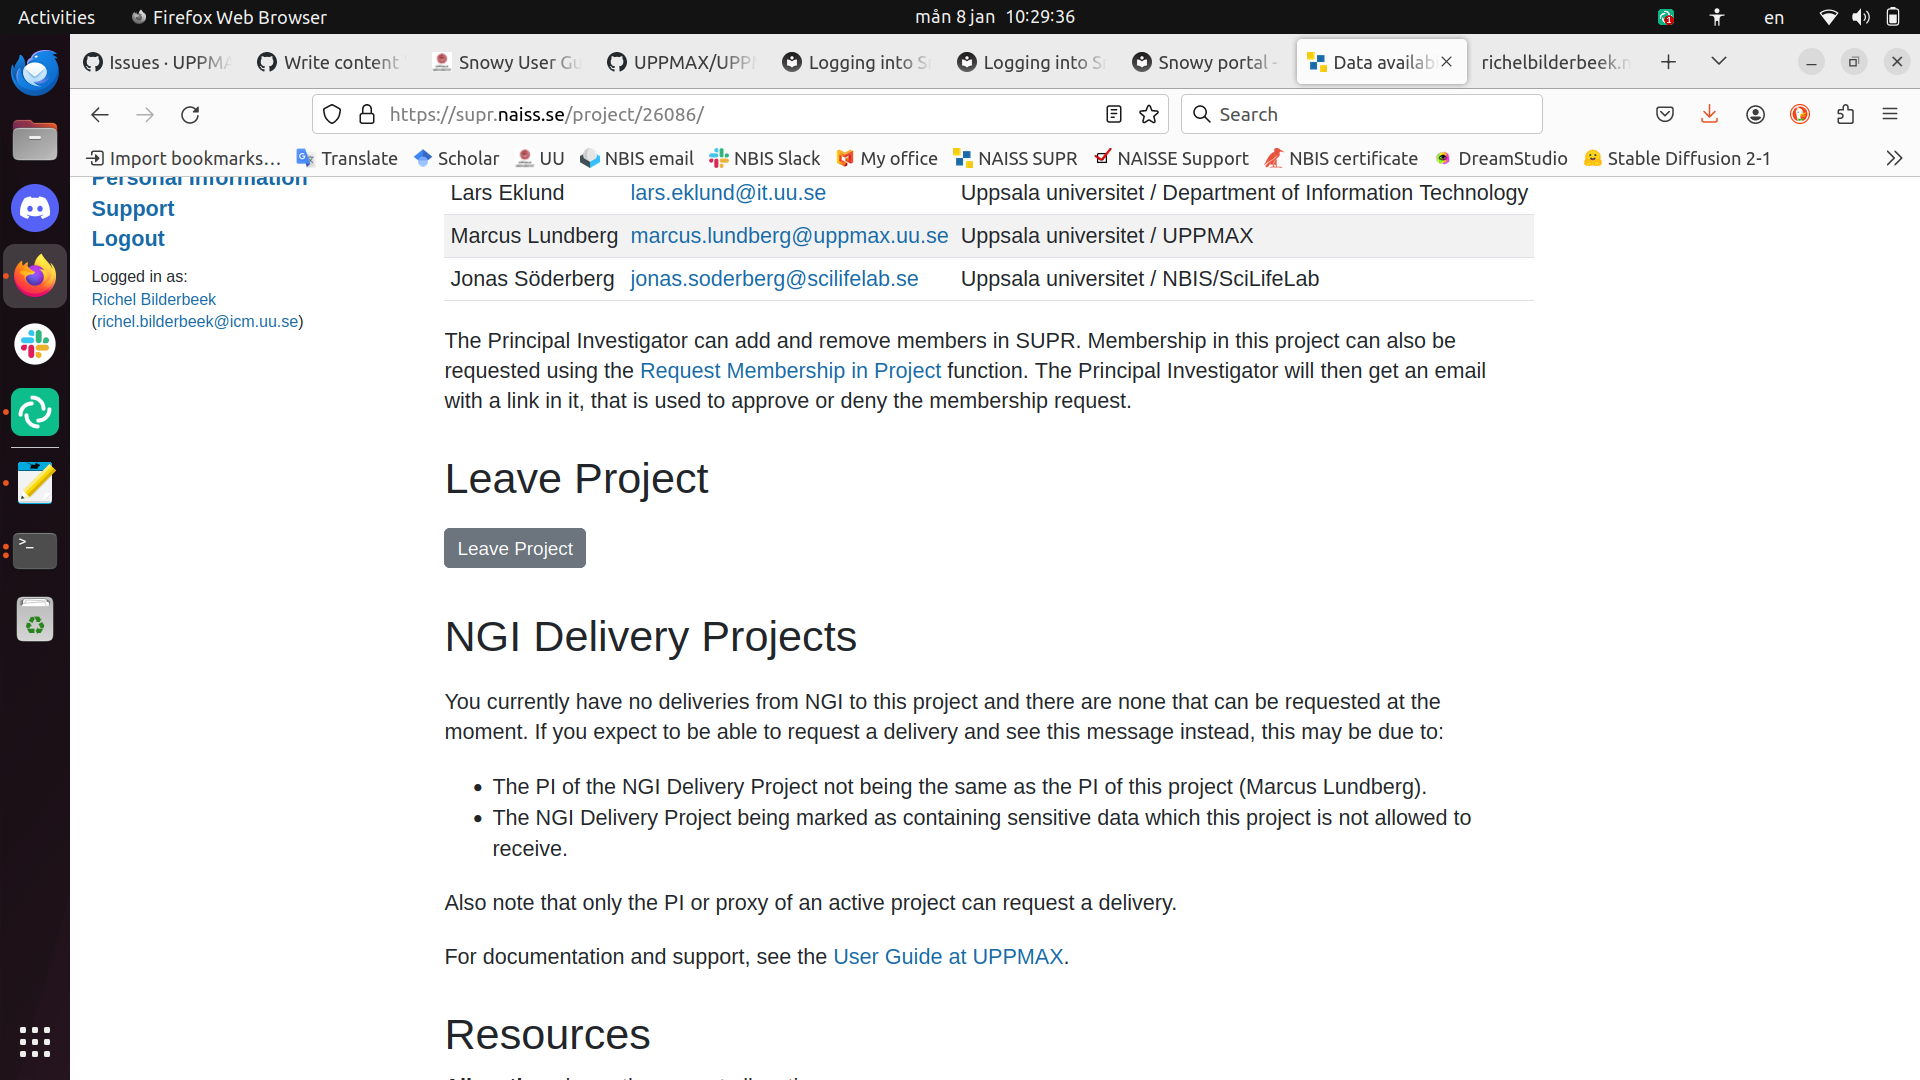 Activities
Firefox Web Browser
mån 8 jan 10:29:36
1
en
Issues · UPPMA
Write content
Snowy User Gu
UPPMAX/UPPM
Logging into S
Logging into S
Snowy portal -
Data availab
richelbilderbeek.n
https://supr.naiss.se/project/26086/
Search
Import bookmarks...
Translate
Scholar
UU
NBIS email
NBIS Slack
My office
NAISS SUPR
NAISSE Support
NBIS certificate
DreamStudio
Stable Diffusion 2-1
Personal Information
Support
Logout
Logged in as:
Richel Bilderbeek
(richel.bilderbeek@icm.uu.se)
Lars Eklund lars.eklund@it.uu.se Uppsala universitet / Department of Information Technology
Marcus Lundberg marcus.lundberg@uppmax.uu.se Uppsala universitet / UPPMAX
Jonas Söderberg jonas.soderberg@scilifelab.se Uppsala universitet / NBIS/SciLifeLab
The Principal Investigator can add and remove members in SUPR. Membership in this project can also be
requested using the Request Membership in Project function. The Principal Investigator will then get an email
with a link in it, that is used to approve or deny the membership request.
Leave Project
Leave Project
NGI Delivery Projects
You currently have no deliveries from NGI to this project and there are none that can be requested at the
moment. If you expect to be able to request a delivery and see this message instead, this may be due to:
• The PI of the NGI Delivery Project not being the same as the PI of this project (Marcus Lundberg).
• The NGI Delivery Project being marked as containing sensitive data which this project is not allowed to
receive.
Also note that only the PI or proxy of an active project can request a delivery.
For documentation and support, see the User Guide at UPPMAX.
Resources